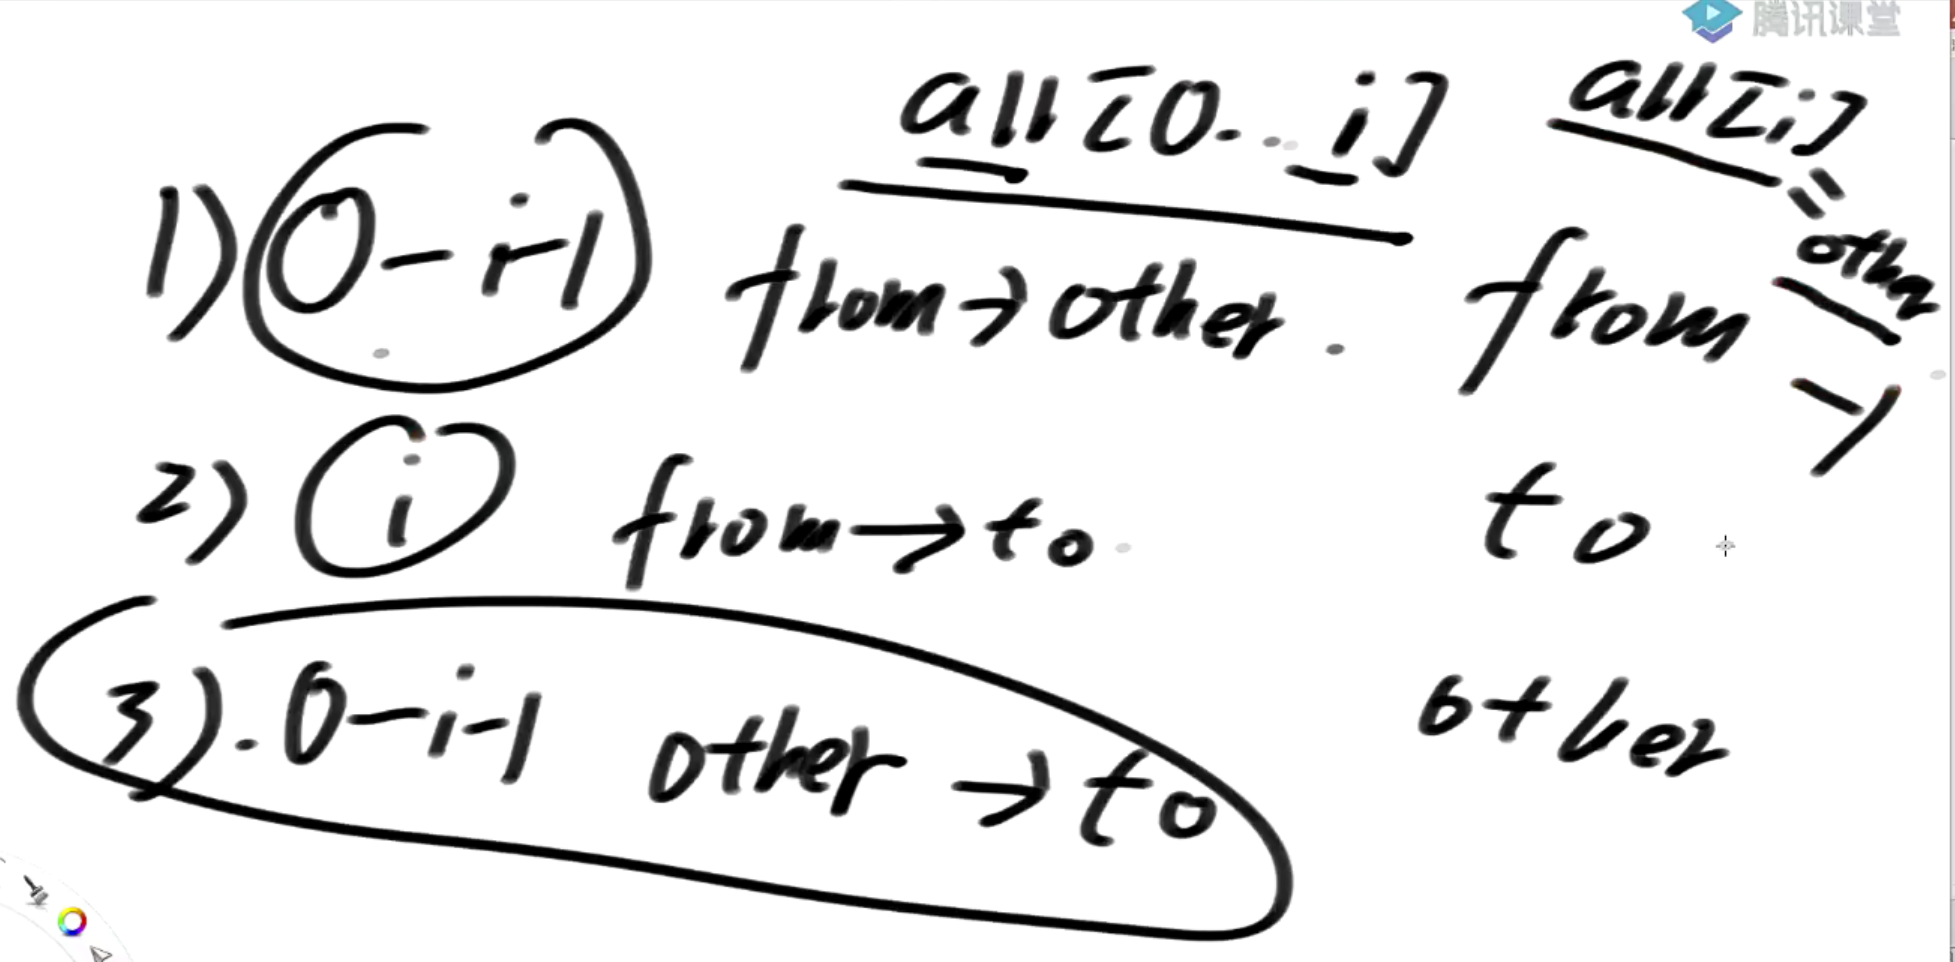 腾讯课堂
all[0...i] all[i]
=
other
1) 0-i-1 from→other. from
2) i from→to to
3). 0-i-1 other→to other